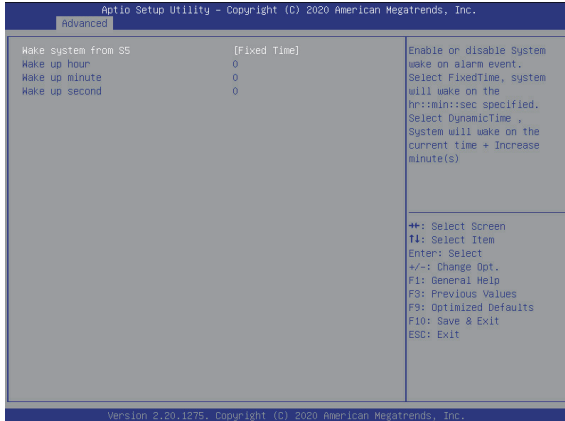 Aptio Setup Utility – Copyright (C) 2020 American Megatrends, Inc.
Advanced
Wake system from S5 [Fixed Time]
Wake up hour 0
Wake up minute 0
Wake up second 0
Enable or disable System
wake on alarm event.
Select FixedTime, system
will wake on the
hr::min::sec specified.
Select DynamicTime ,
System will wake on the
current time + Increase
minute(s)
→←: Select Screen
↑↓: Select Item
Enter: Select
+/-: Change Opt.
F1: General Help
F3: Previous Values
F9: Optimized Defaults
F10: Save & Exit
ESC: Exit
Version 2.20.1275. Copyright (C) 2020 American Megatrends, Inc.